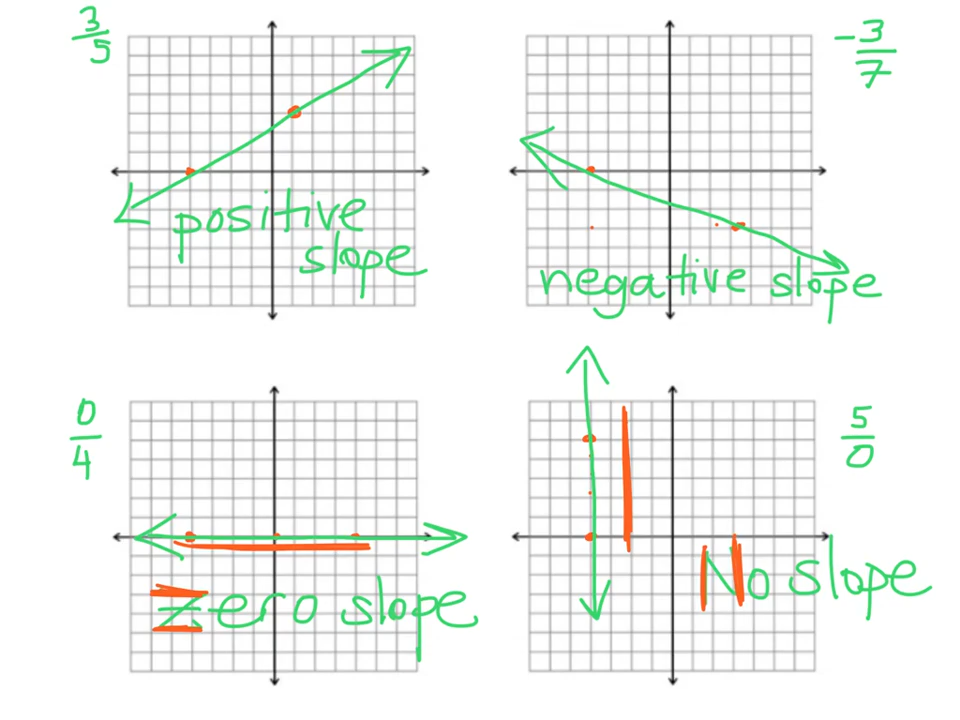 3/5
positive
slope
-3/7
negative slope
0/4
Zero slope
5/0
No slope